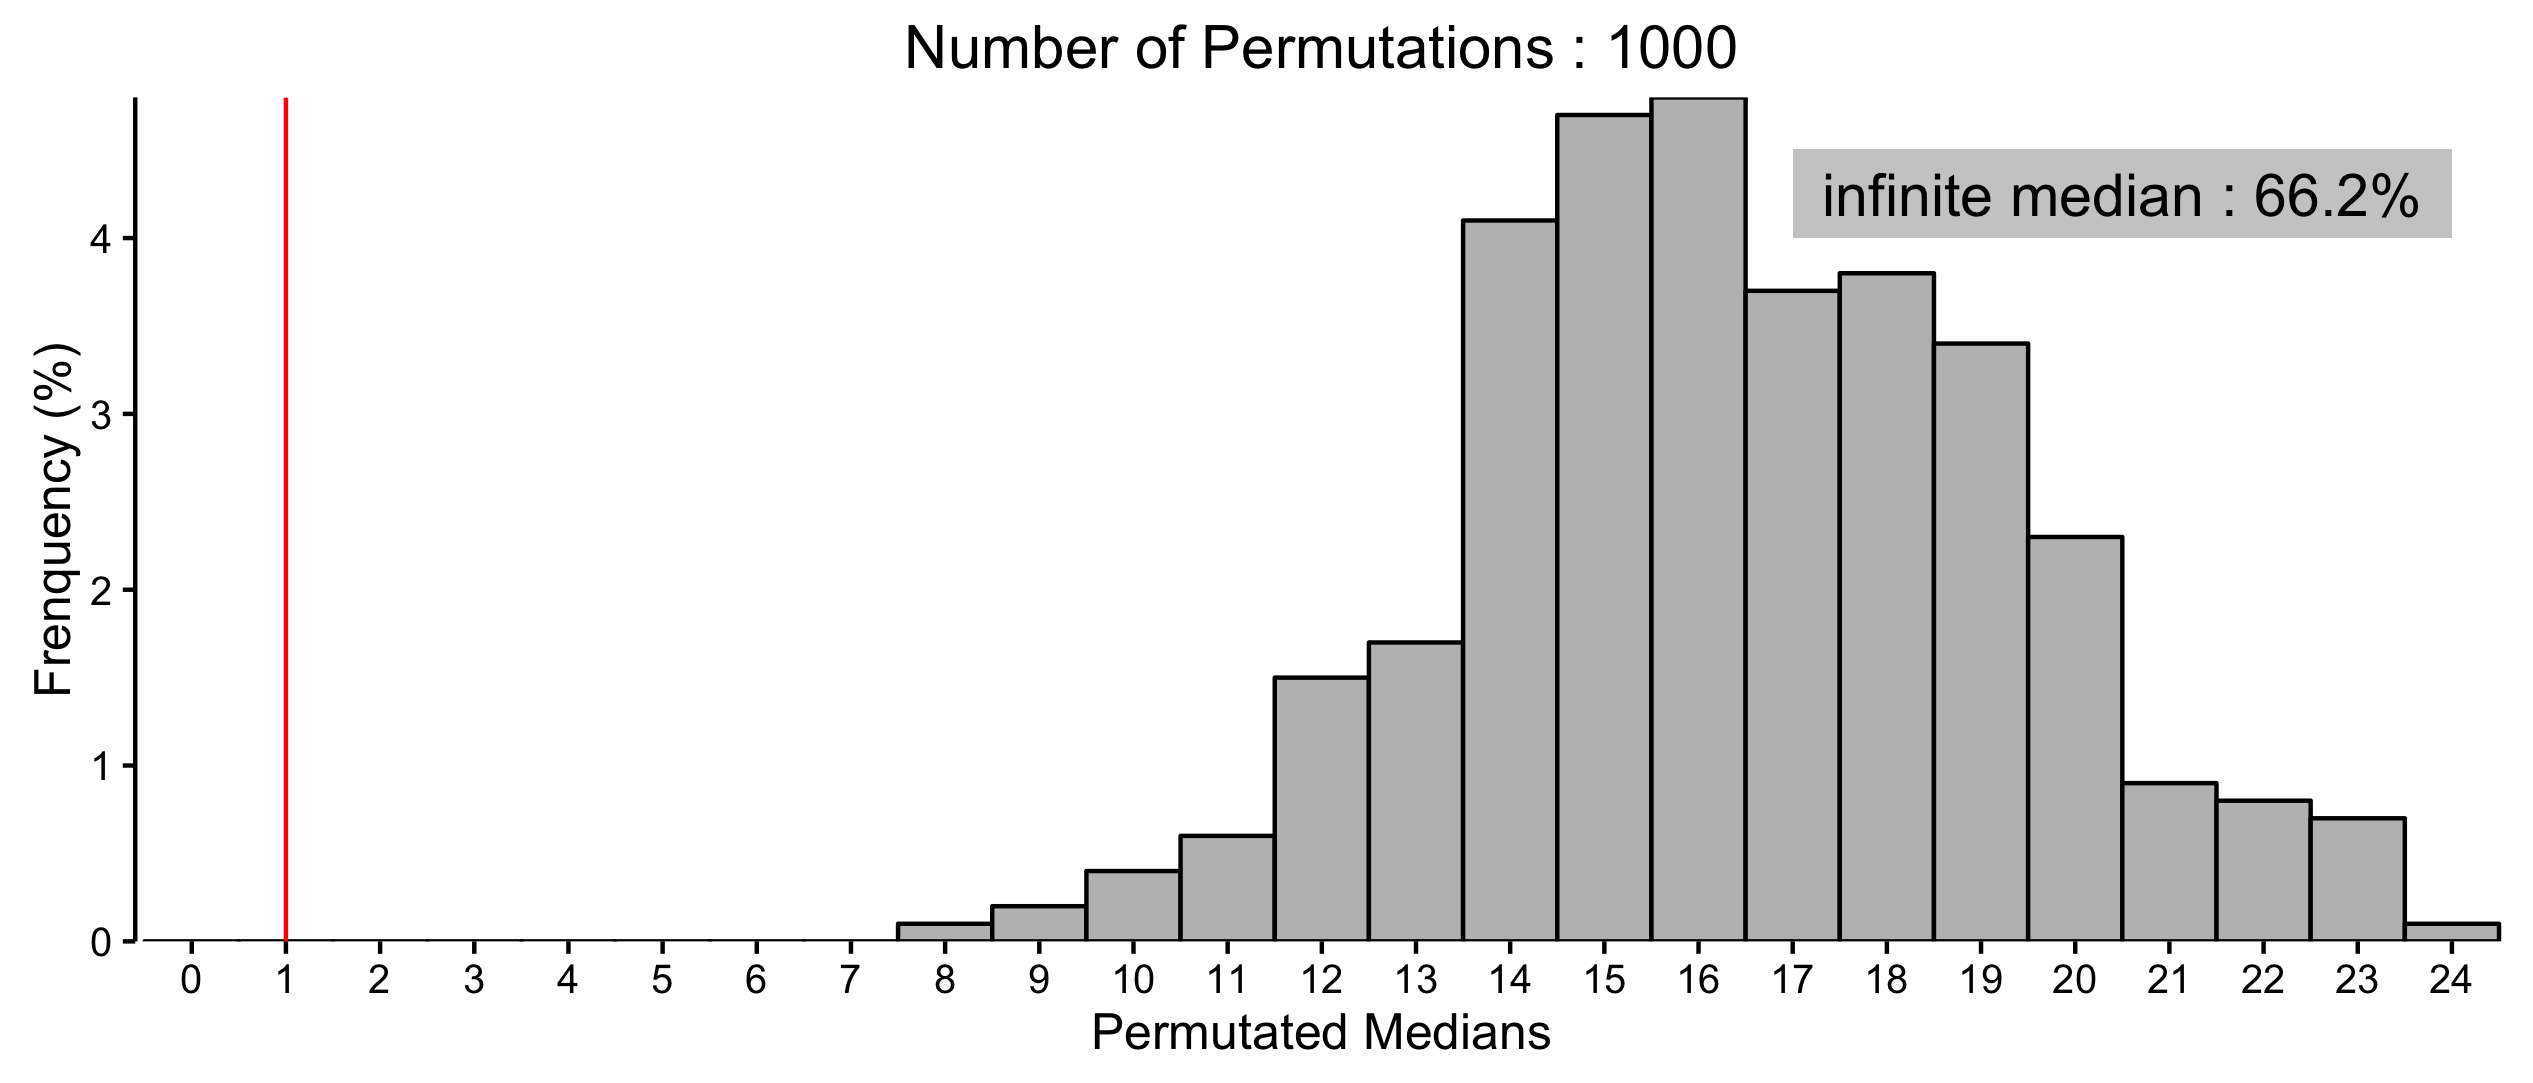 Number of Permutations : 1000
infinite median : 66.2%
Frenquency (%)
4
3
2
1
0
0 1 2 3 4 5 6 7 8 9 10 11 12 13 14 15 16 17 18 19 20 21 22 23 24
Permutated Medians